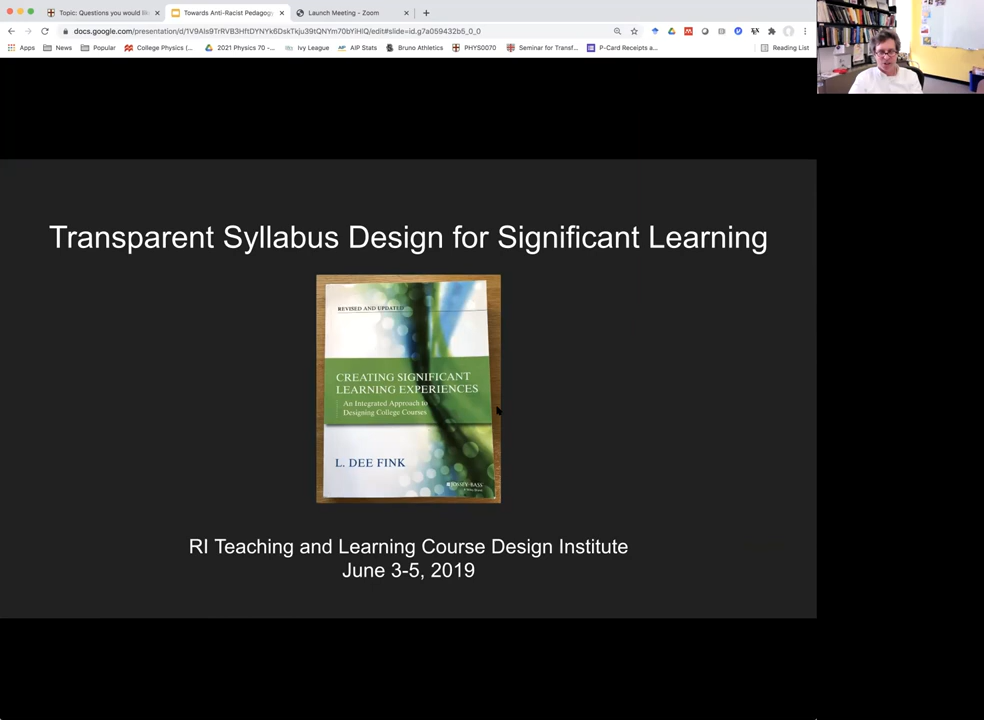 Topic: Questions you would lik
Towards Anti-Racist Pedagogy
Launch Meeting - Zoom
docs.google.com/presentation/d/1V9AIs9TrRVB3HftDYNYk6DSkTkju39tQNYm70bYlHlQ/edit#slide=id.g7a059432b5_0_0
Apps
News
Popular
College Physics (...
2021 Physics 70 -...
Ivy League
AIP Stats
Bruno Athletics
PHYS0070
Seminar for Transf...
P-Card Receipts a...
Reading List
Transparent Syllabus Design for Significant Learning
REVISED AND UPDATED
CREATING SIGNIFICANT
LEARNING EXPERIENCES
An Integrated Approach to
Designing College Courses
L. DEE FINK
JOSSEY-BASS
RI Teaching and Learning Course Design Institute
June 3-5, 2019